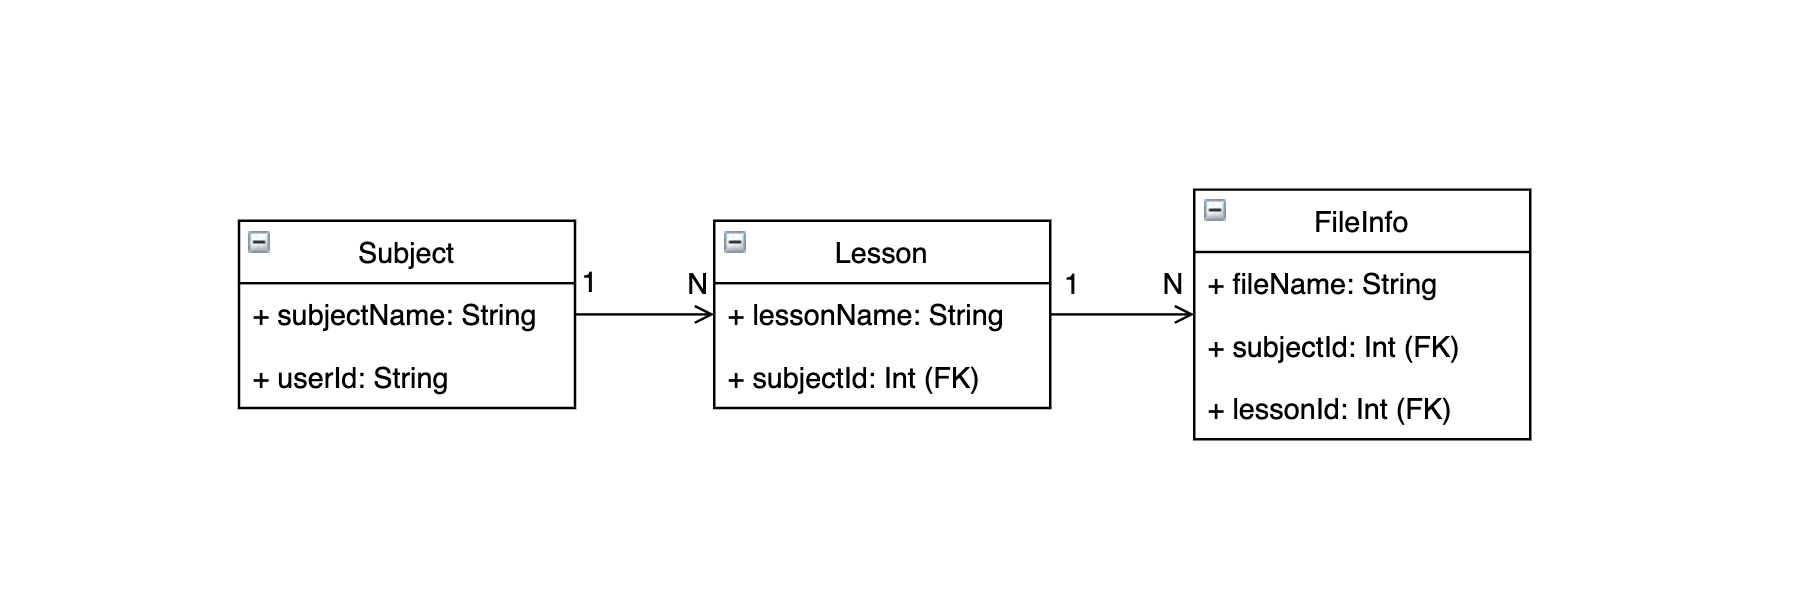 Subject
+ subjectName: String
+ userId: String
1
N
Lesson
+ lessonName: String
+ subjectId: Int (FK)
1
N
FileInfo
+ fileName: String
+ subjectId: Int (FK)
+ lessonId: Int (FK)